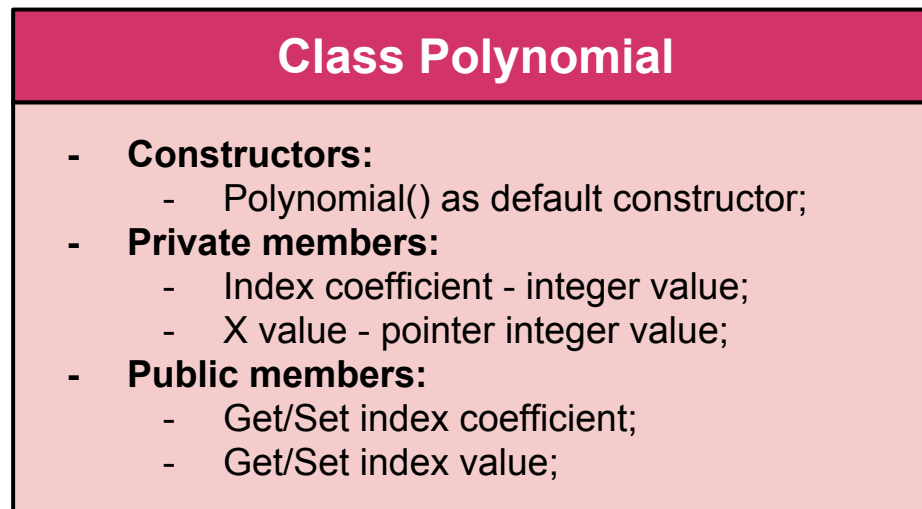 Class Polynomial
- Constructors:
- Polynomial() as default constructor;
- Private members:
- Index coefficient - integer value;
- X value - pointer integer value;
- Public members:
- Get/Set index coefficient;
- Get/Set index value;